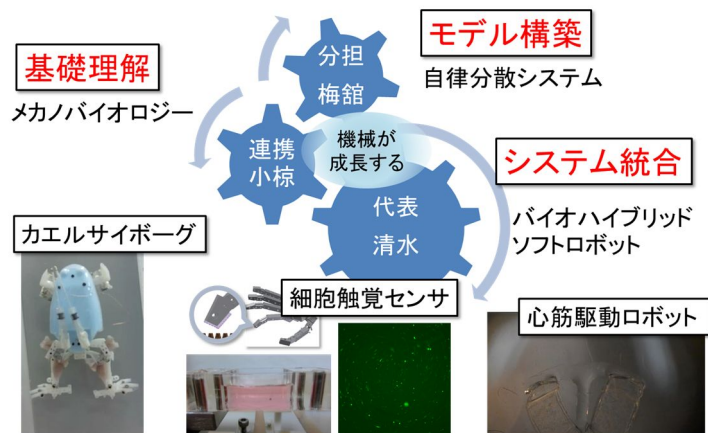 基礎理解
メカノバイオロジー
分担
梅舘
モデル構築
自律分散システム
連携
小椋
機械が
成長する
代表
清水
システム統合
バイオハイブリッド
ソフトロボット
カエルサイボーグ
細胞触覚センサ
心筋駆動ロボット